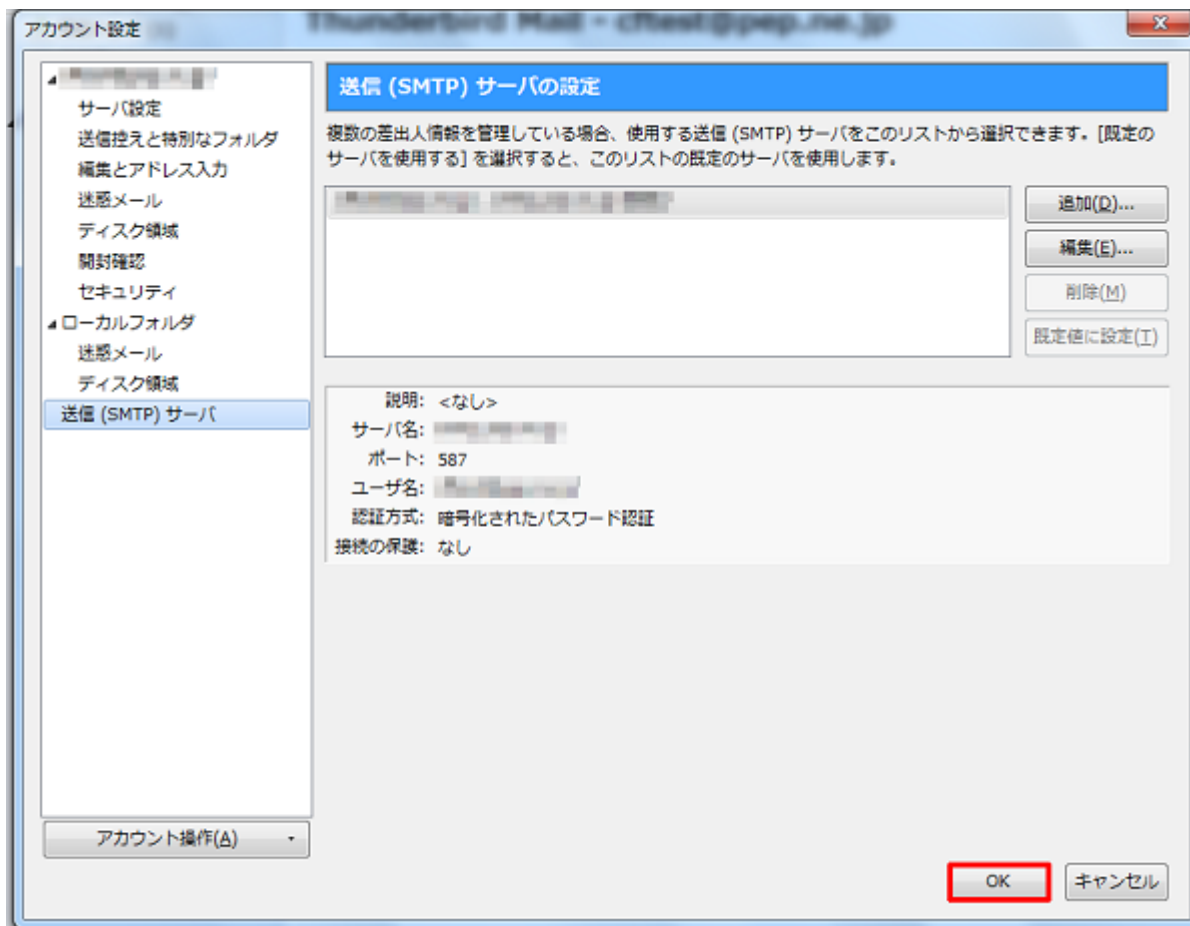 アカウント設定
Thunderbird Mail - cftest@pep.ne.jp
サーバ設定
送信控えと特別なフォルダ
編集とアドレス入力
迷惑メール
ディスク領域
開封確認
セキュリティ
ローカルフォルダ
迷惑メール
ディスク領域
送信 (SMTP) サーバ
アカウント操作(A)
送信 (SMTP) サーバの設定
複数の差出人情報を管理している場合、使用する送信 (SMTP) サーバをこのリストから選択できます。[既定の
サーバを使用する] を選択すると、このリストの既定のサーバを使用します。
追加(D)...
編集(E)...
削除(M)
既定値に設定(T)
説明: <なし>
サーバ名:
ポート: 587
ユーザ名:
認証方式: 暗号化されたパスワード認証
接続の保護: なし
OK
キャンセル